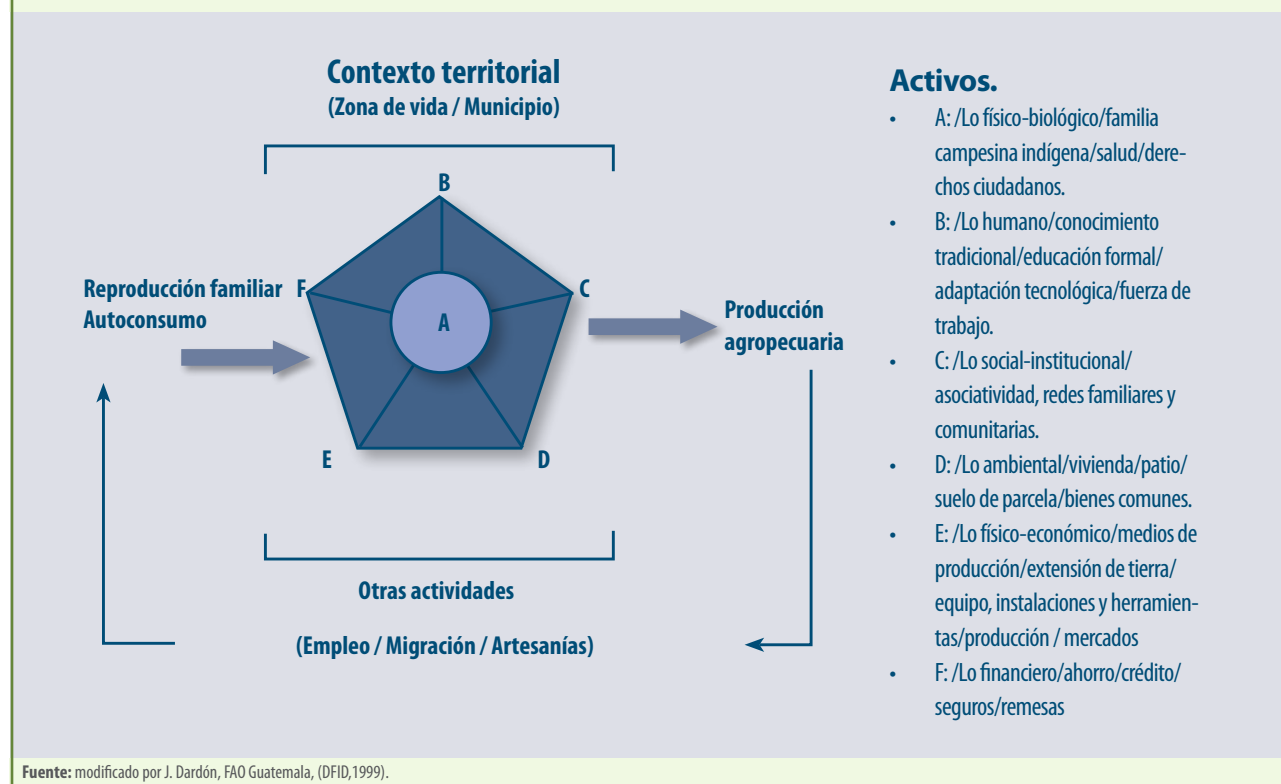 Contexto territorial
(Zona de vida / Municipio)
B
F
C
A
E
D
Reproducción familiar
Autoconsumo
Producción
agropecuaria
Otras actividades
(Empleo / Migración / Artesanías)
Activos.
• A: /Lo físico-biológico/familia
campesina indígena/salud/dere-
chos ciudadanos.
• B: /Lo humano/conocimiento
tradicional/educación formal/
adaptación tecnológica/fuerza de
trabajo.
• C: /Lo social-institucional/
asociatividad, redes familiares y
comunitarias.
• D: /Lo ambiental/vivienda/patio/
suelo de parcela/bienes comunes.
• E: /Lo físico-económico/medios de
producción/extensión de tierra/
equipo, instalaciones y herramien-
tas/producción / mercados
• F: /Lo financiero/ahorro/crédito/
seguros/remesas
Fuente: modificado por J. Dardón, FAO Guatemala, (DFID,1999).